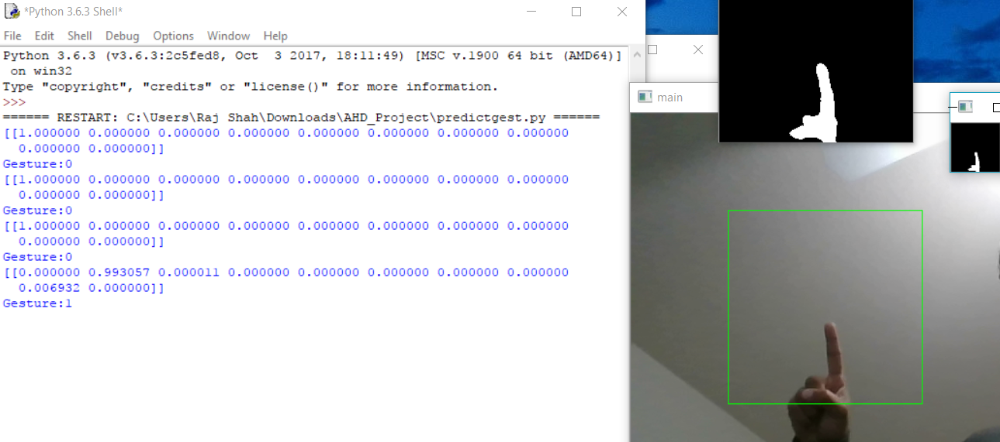 *Python 3.6.3 Shell*
File Edit Shell Debug Options Window Help
Python 3.6.3 (v3.6.3:2c5fed8, Oct  3 2017, 18:11:49) [MSC v.1900 64 bit (AMD64)]
 on win32
Type "copyright", "credits" or "license()" for more information.
>>>
====== RESTART: C:\Users\Raj Shah\Downloads\AHD_Project\predictgest.py ======
[[1.000000 0.000000 0.000000 0.000000 0.000000 0.000000 0.000000 0.000000
  0.000000 0.000000]]
Gesture:0
[[1.000000 0.000000 0.000000 0.000000 0.000000 0.000000 0.000000 0.000000
  0.000000 0.000000]]
Gesture:0
[[1.000000 0.000000 0.000000 0.000000 0.000000 0.000000 0.000000 0.000000
  0.000000 0.000000]]
Gesture:0
[[0.000000 0.993057 0.000011 0.000000 0.000000 0.000000 0.000000 0.000000
  0.006932 0.000000]]
Gesture:1
main